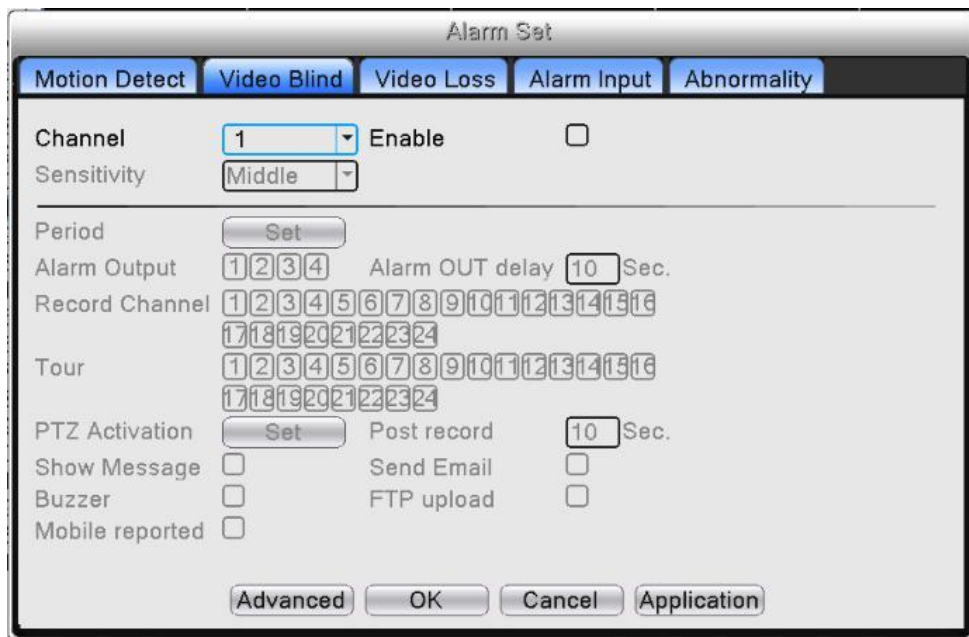 Alarm Set
Motion Detect Video Blind Video Loss Alarm Input Abnormality
Channel 1 Enable
Sensitivity Middle
Period Set
Alarm Output 1 2 3 4 Alarm OUT delay 10 Sec.
Record Channel 1 2 3 4 5 6 7 8 9 10 11 12 13 14 15 16
17 18 19 20 21 22 23 24
Tour 1 2 3 4 5 6 7 8 9 10 11 12 13 14 15 16
17 18 19 20 21 22 23 24
PTZ Activation Set Post record 10 Sec.
Show Message Send Email
Buzzer FTP upload
Mobile reported
Advanced OK Cancel Application